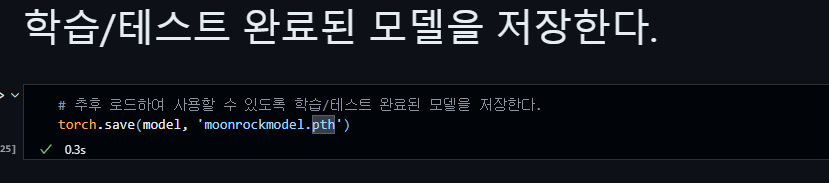 학습/테스트 완료된 모델을 저장한다.
# 추후 로드하여 사용할 수 있도록 학습/테스트 완료된 모델을 저장한다.
torch.save(model, 'moonrockmodel.pth')
25]
0.3s